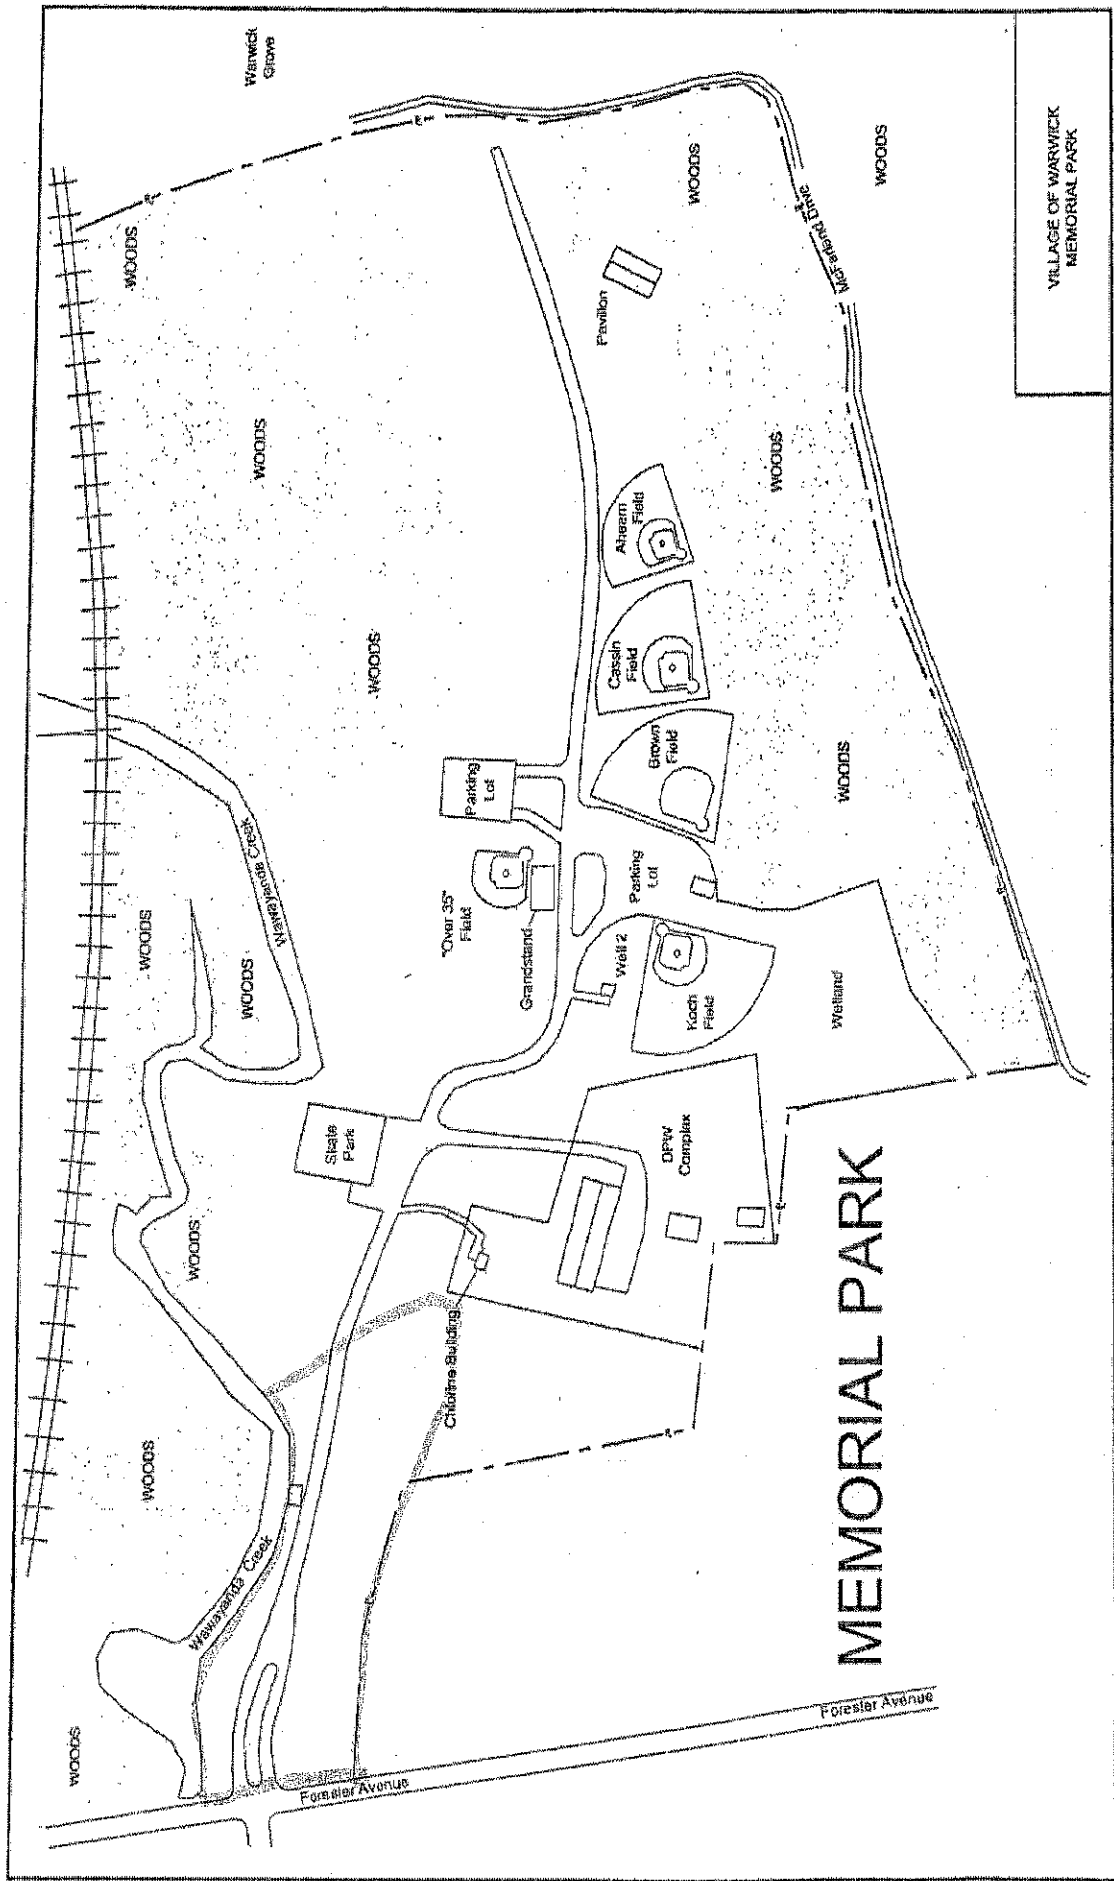 WOODS
WOODS
WOODS
WOODS
Warwick
Grove
WOODS
Wawayanda Creek
WOODS
WOODS
Wawayanda Creek
WOODS
Forester Avenue
Skate
Park
WOODS
"Over 35"
Field
Parking
Lot
Chlorine Building
Grandstand
Well 2
Pavilion
Ahearn
Field
Cassin
Field
Brown
Field
Parking
Lot
Koch
Field
DPW
Complex
WOODS
WOODS
WOODS
Wetland
McFarland Drive
Forester Avenue
MEMORIAL PARK
WOODS
VILLAGE OF WARWICK
MEMORIAL PARK